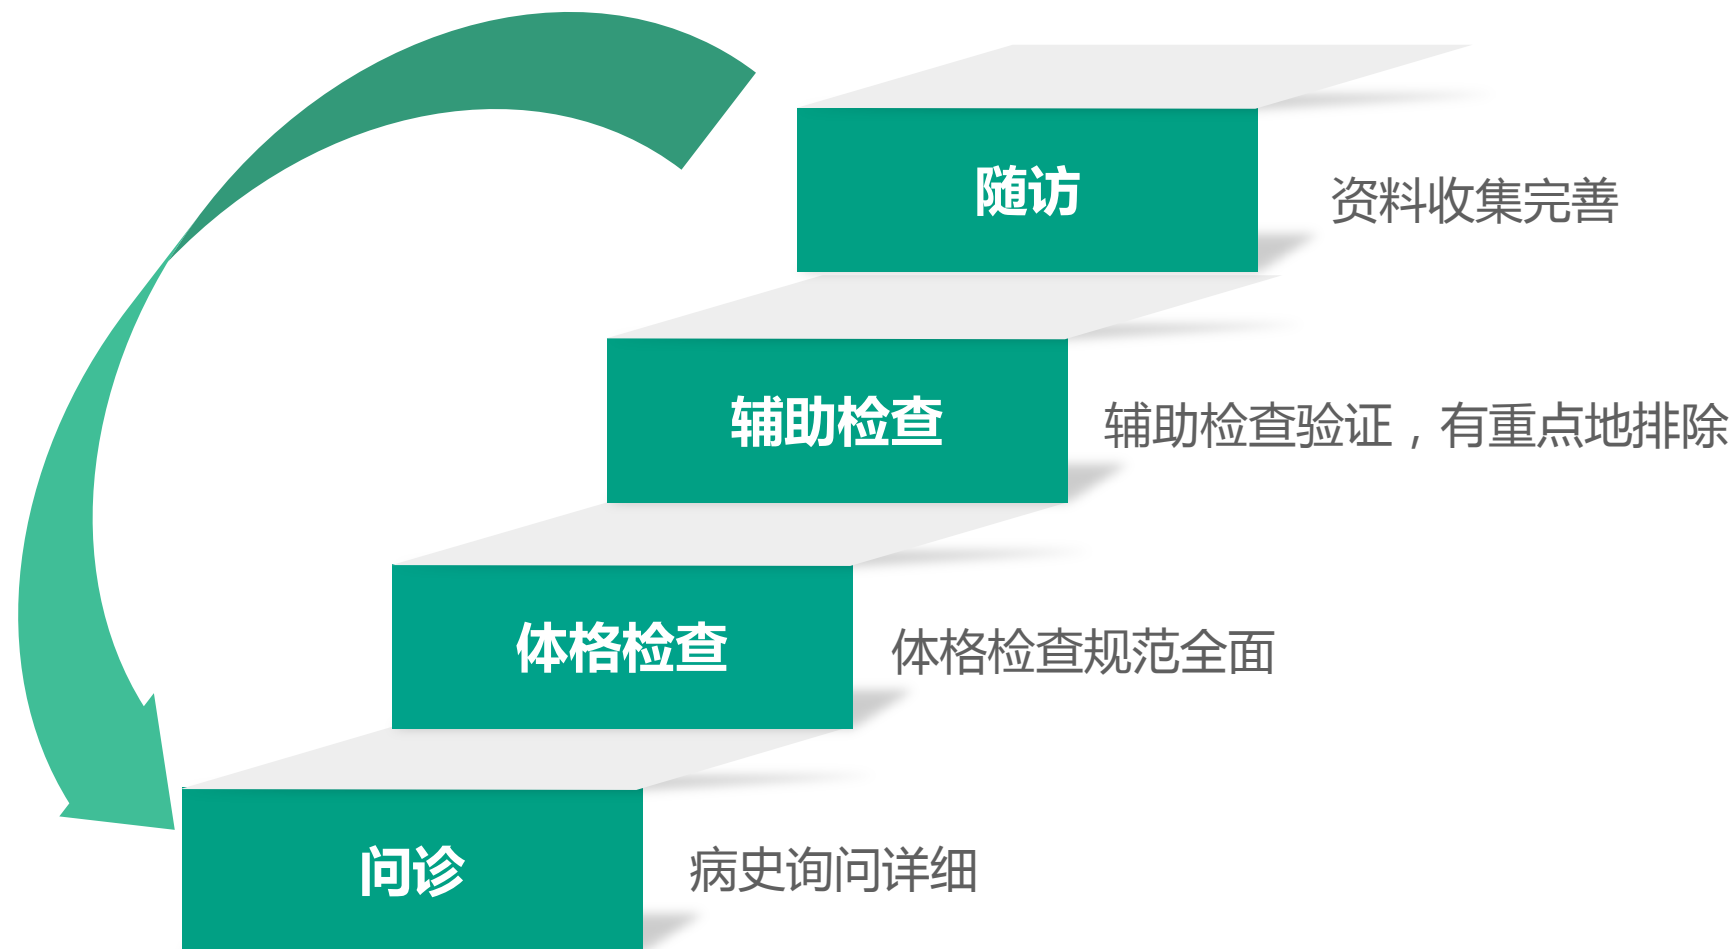 随访
资料收集完善
辅助检查
辅助检查验证，有重点地排除
体格检查
体格检查规范全面
问诊
病史询问详细